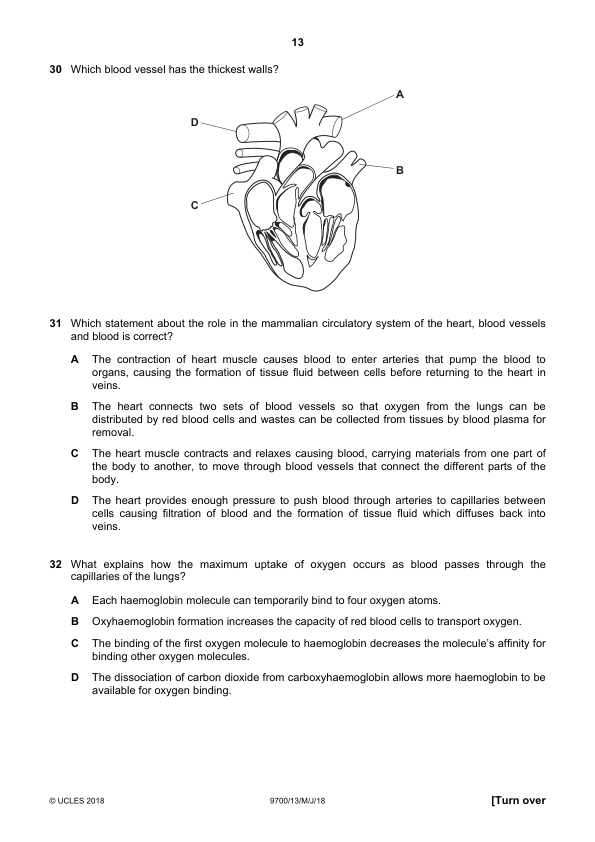 13
30 Which blood vessel has the thickest walls?
A
D
B
C
31 Which statement about the role in the mammalian circulatory system of the heart, blood vessels
and blood is correct?
A The contraction of heart muscle causes blood to enter arteries that pump the blood to
organs, causing the formation of tissue fluid between cells before returning to the heart in
veins.
B The heart connects two sets of blood vessels so that oxygen from the lungs can be
distributed by red blood cells and wastes can be collected from tissues by blood plasma for
removal.
C The heart muscle contracts and relaxes causing blood, carrying materials from one part of
the body to another, to move through blood vessels that connect the different parts of the
body.
D The heart provides enough pressure to push blood through arteries to capillaries between
cells causing filtration of blood and the formation of tissue fluid which diffuses back into
veins.
32 What explains how the maximum uptake of oxygen occurs as blood passes through the
capillaries of the lungs?
A Each haemoglobin molecule can temporarily bind to four oxygen atoms.
B Oxyhaemoglobin formation increases the capacity of red blood cells to transport oxygen.
C The binding of the first oxygen molecule to haemoglobin decreases the molecule's affinity for
binding other oxygen molecules.
D The dissociation of carbon dioxide from carboxyhaemoglobin allows more haemoglobin to be
available for oxygen binding.
© UCLES 2018 9700/13/M/J/18 [Turn over